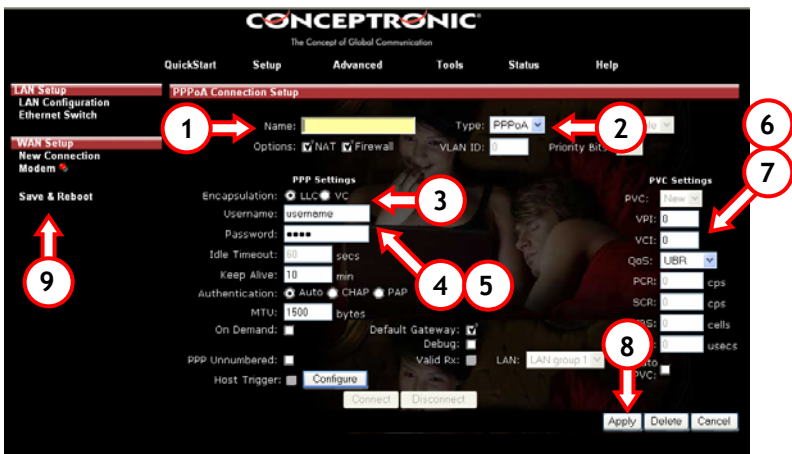 CONCEPTRONIC
The Concept of Global Communication
QuickStart Setup Advanced Tools Status Help
LAN Setup
LAN Configuration
Ethernet Switch
WAN Setup
New Connection
Modem
Save & Reboot
PPPoA Connection Setup
1 Name: Type: PPPoA 2 6
Options: NAT Firewall VLAN ID: 0 Priority Bits:
7
PPP Settings
Encapsulation: LLC VC 3
Username: username
Password: ••••
Idle Timeout: 60 secs
Keep Alive: 10 min
Authentication: Auto CHAP PAP
MTU: 1500 bytes
4 5
9
On Demand: Default Gateway:
Debug:
PPP Unnumbered: Valid Rx: LAN: LAN group 1
Host Trigger: Configure
Connect Disconnect
PVC Settings
PVC: New
VPI: 0
VCI: 0
QoS: UBR
PCR: 0 cps
SCR: 0 cps
0 cells
0 usecs
8
PVC:
Apply Delete Cancel